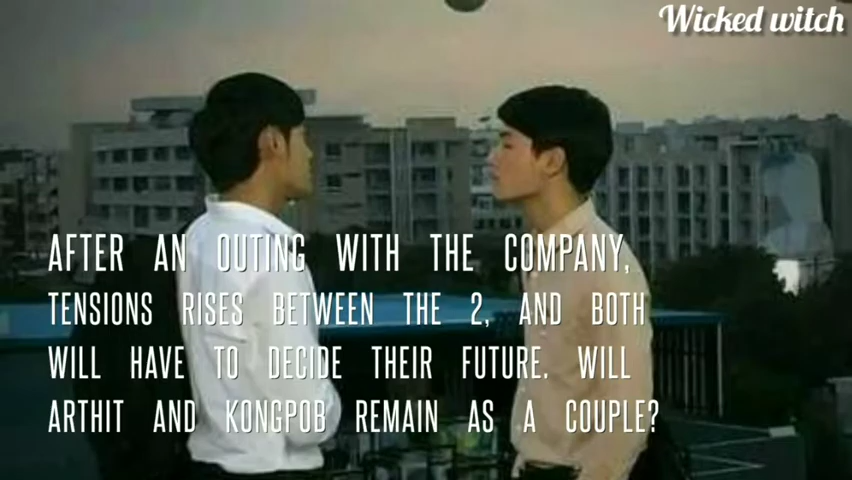 Wicked witch
AFTER AN OUTING WITH THE COMPANY,
TENSIONS RISES BETWEEN THE 2, AND BOTH
WILL HAVE TO DECIDE THEIR FUTURE. WILL
ARTHIT AND KONGPOB REMAIN AS A COUPLE?